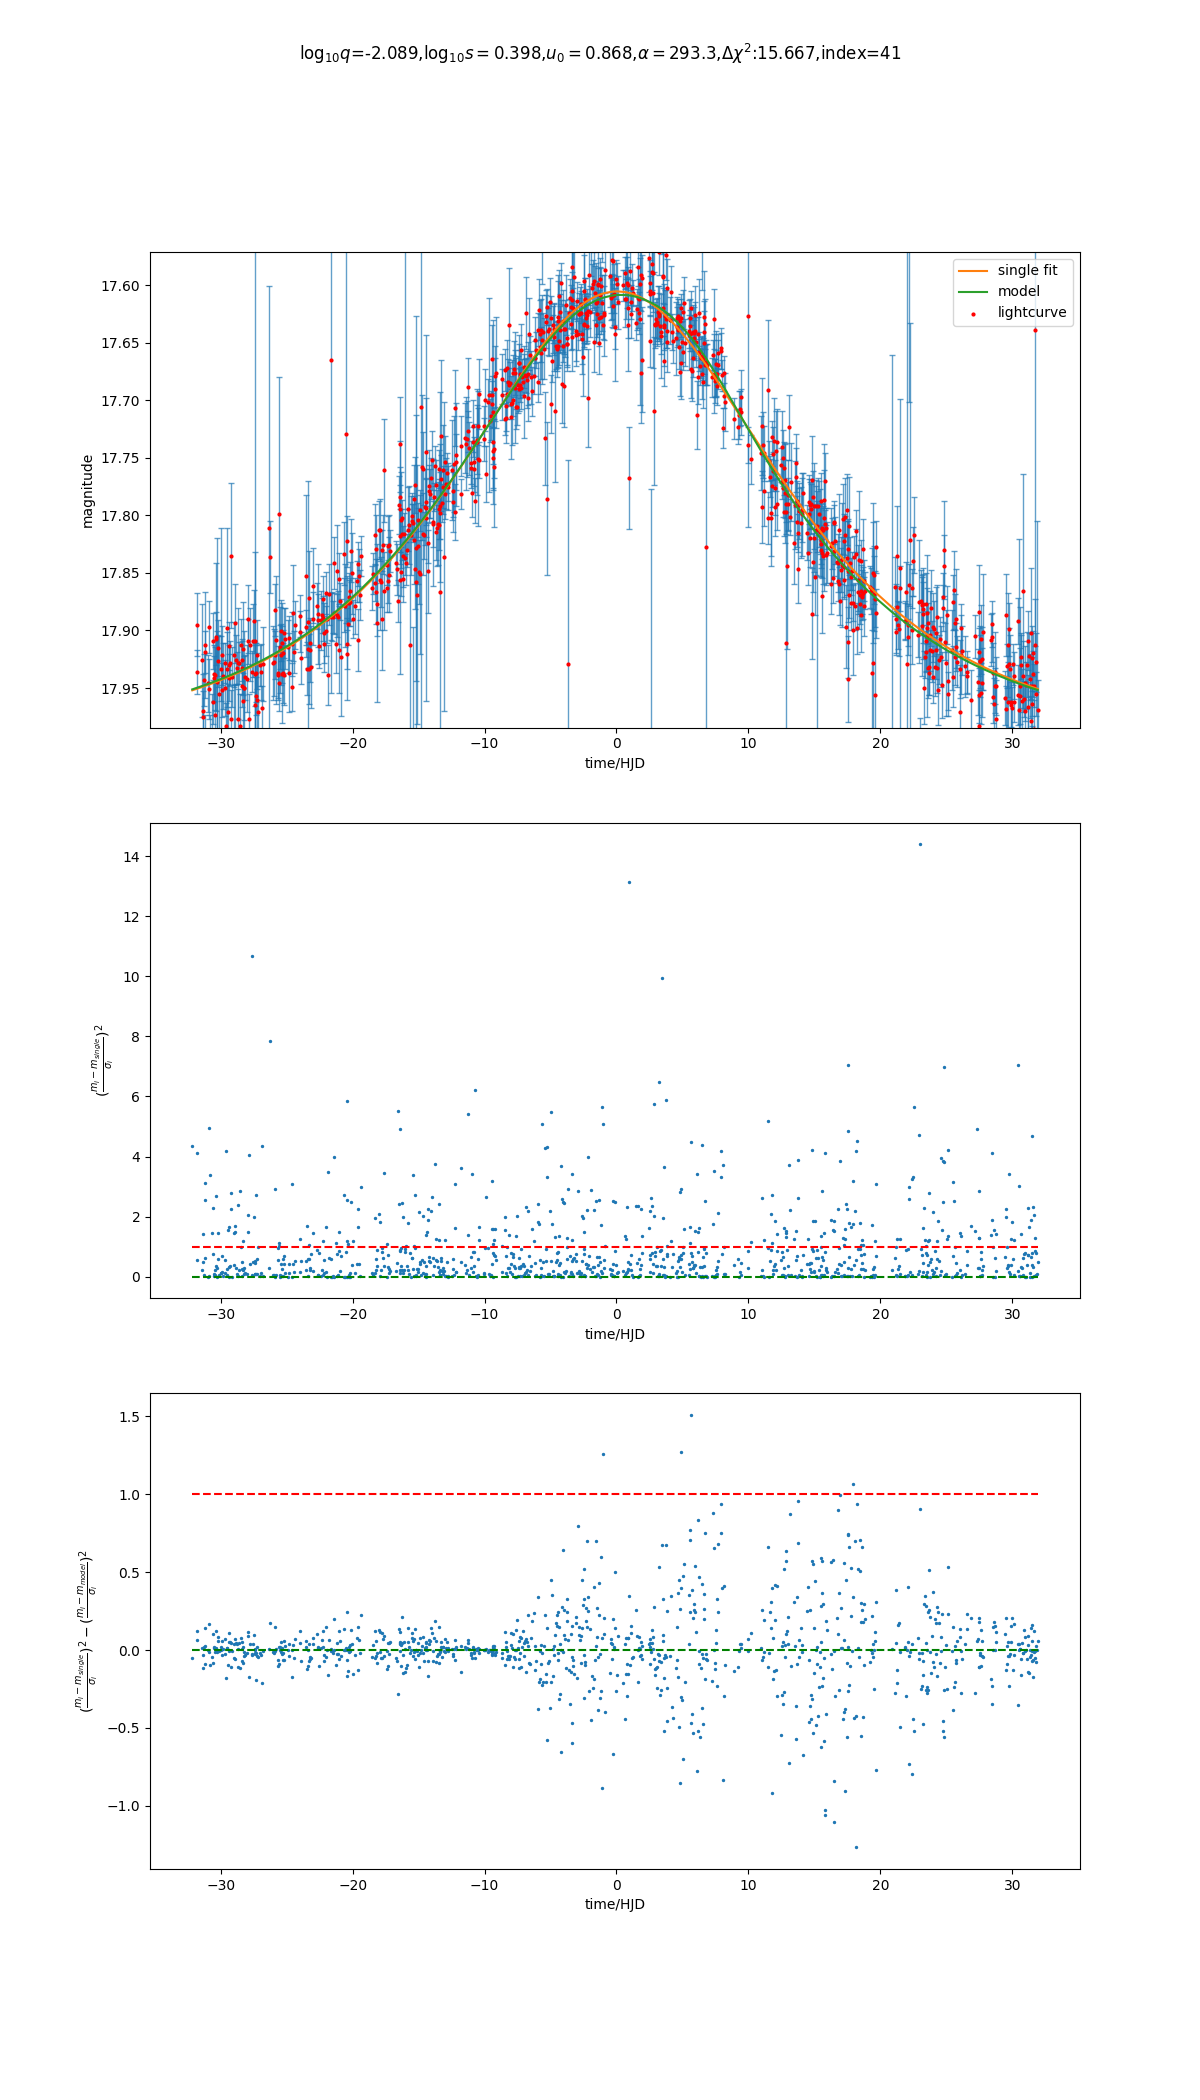 log₁₀q=-2.089,log₁₀s = 0.398,u₀ = 0.868,α = 293.3,Δχ²:15.667,index=41
17.60
17.65
17.70
17.75
17.80
17.85
17.90
17.95
magnitude
single fit
model
lightcurve
−30 −20 −10 0 10 20 30
time/HJD
14
12
10
8
6
4
2
0
((mᵢ − m_single)/σᵢ)²
−30 −20 −10 0 10 20 30
time/HJD
1.5
1.0
0.5
0.0
−0.5
−1.0
((mᵢ − m_single)/σᵢ)² − ((mᵢ − m_model)/σᵢ)²
−30 −20 −10 0 10 20 30
time/HJD